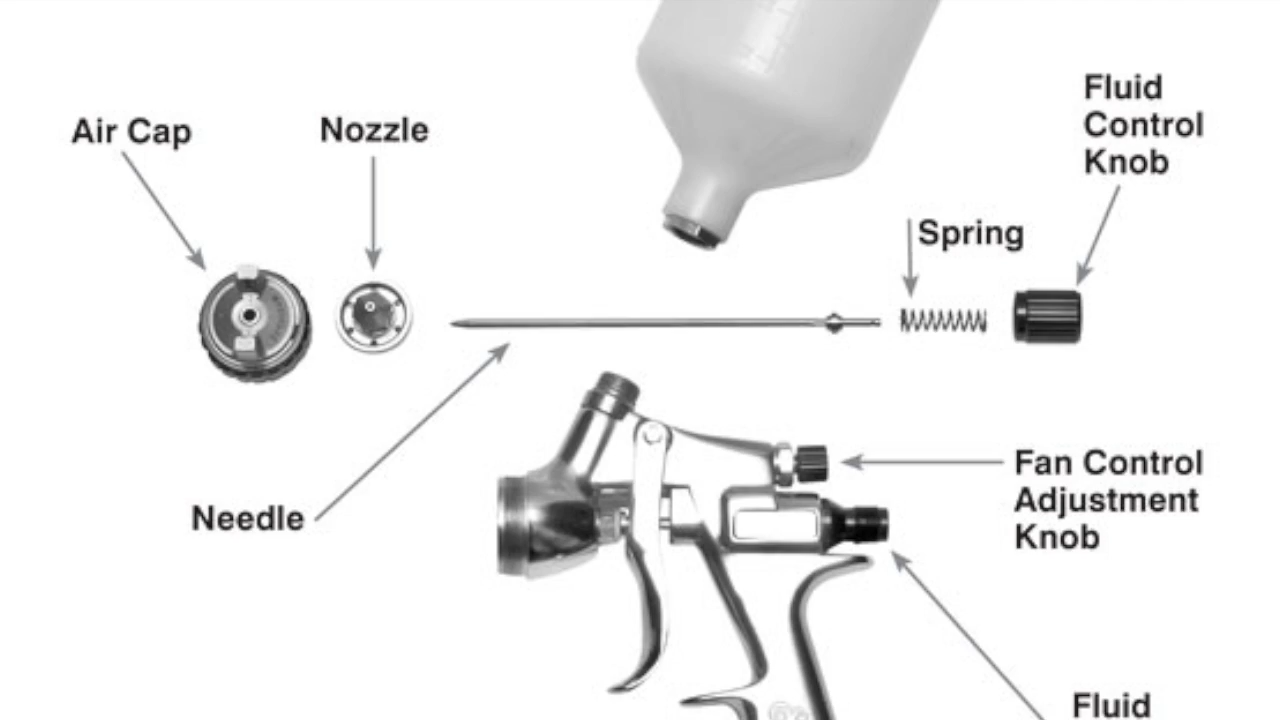 Air Cap
Nozzle
Fluid
Control
Knob
Spring
Needle
Fan Control
Adjustment
Knob
Fluid